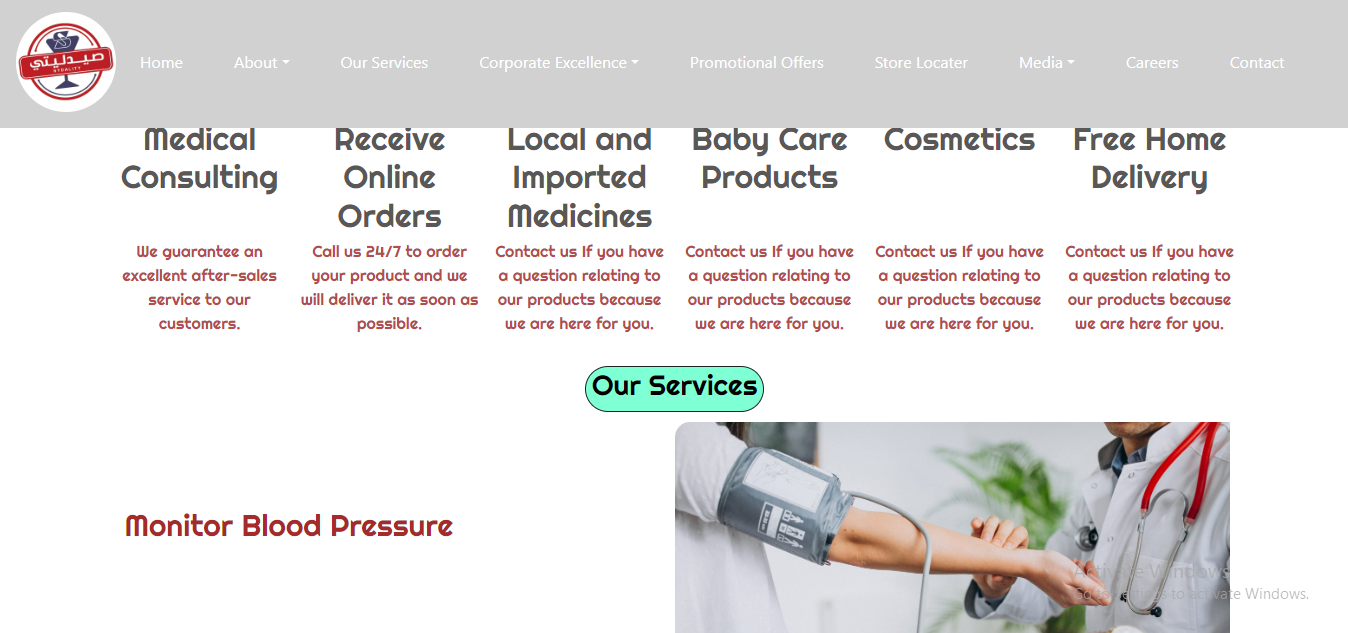 صيدليتي
SYDALITY
Home About Our Services Corporate Excellence Promotional Offers Store Locater Media Careers Contact
Medical
Consulting
We guarantee an
excellent after-sales
service to our
customers.
Receive
Online
Orders
Call us 24/7 to order
your product and we
will deliver it as soon as
possible.
Local and
Imported
Medicines
Contact us If you have
a question relating to
our products because
we are here for you.
Baby Care
Products
Contact us If you have
a question relating to
our products because
we are here for you.
Cosmetics
Contact us If you have
a question relating to
our products because
we are here for you.
Free Home
Delivery
Contact us If you have
a question relating to
our products because
we are here for you.
Our Services
Monitor Blood Pressure
Activate Windows
Go to Settings to activate Windows.